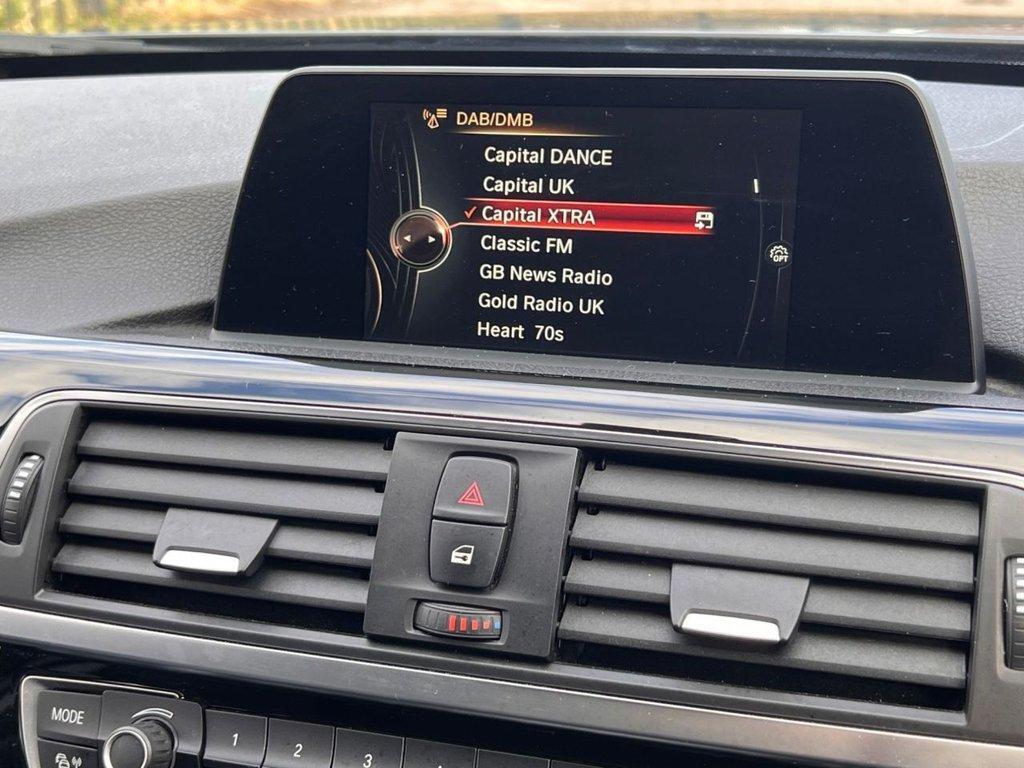 DAB/DMB
Capital DANCE
Capital UK
Capital XTRA
Classic FM
OPT
GB News Radio
Gold Radio UK
Heart 70s
MODE
1
2
3